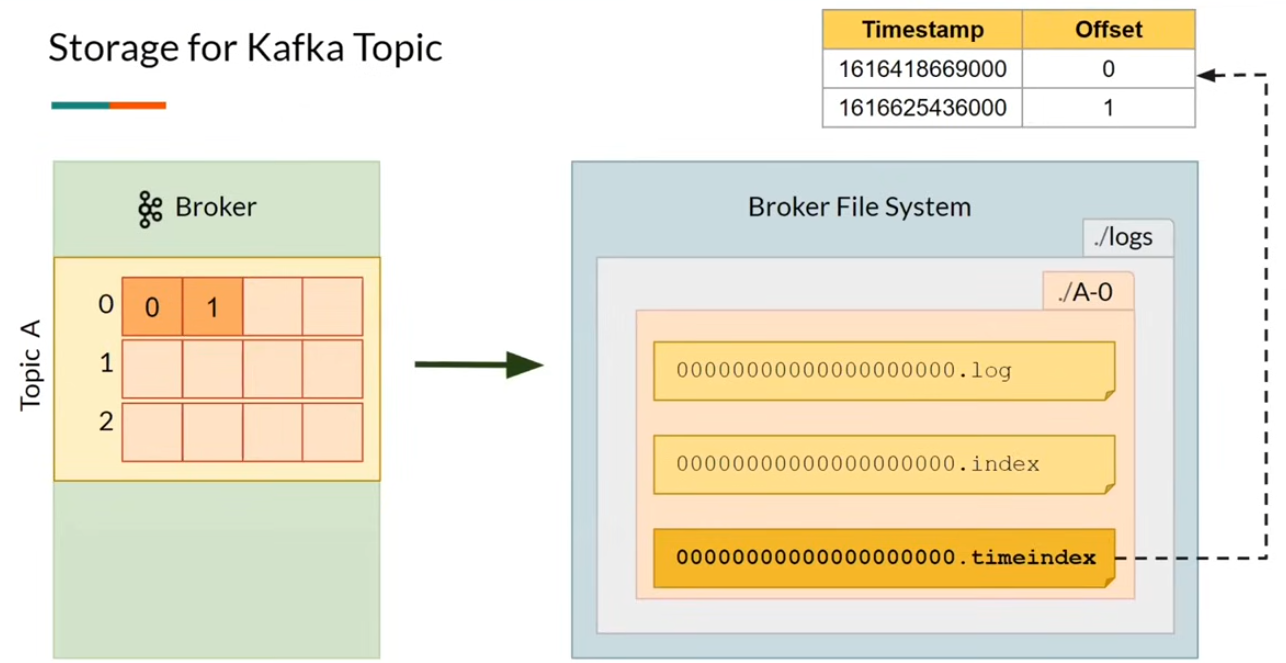 Storage for Kafka Topic
Timestamp Offset
1616418669000 0
1616625436000 1
Broker
Topic A
0 0 1
1
2
Broker File System
./logs
./A-0
00000000000000000000.log
00000000000000000000.index
00000000000000000000.timeindex